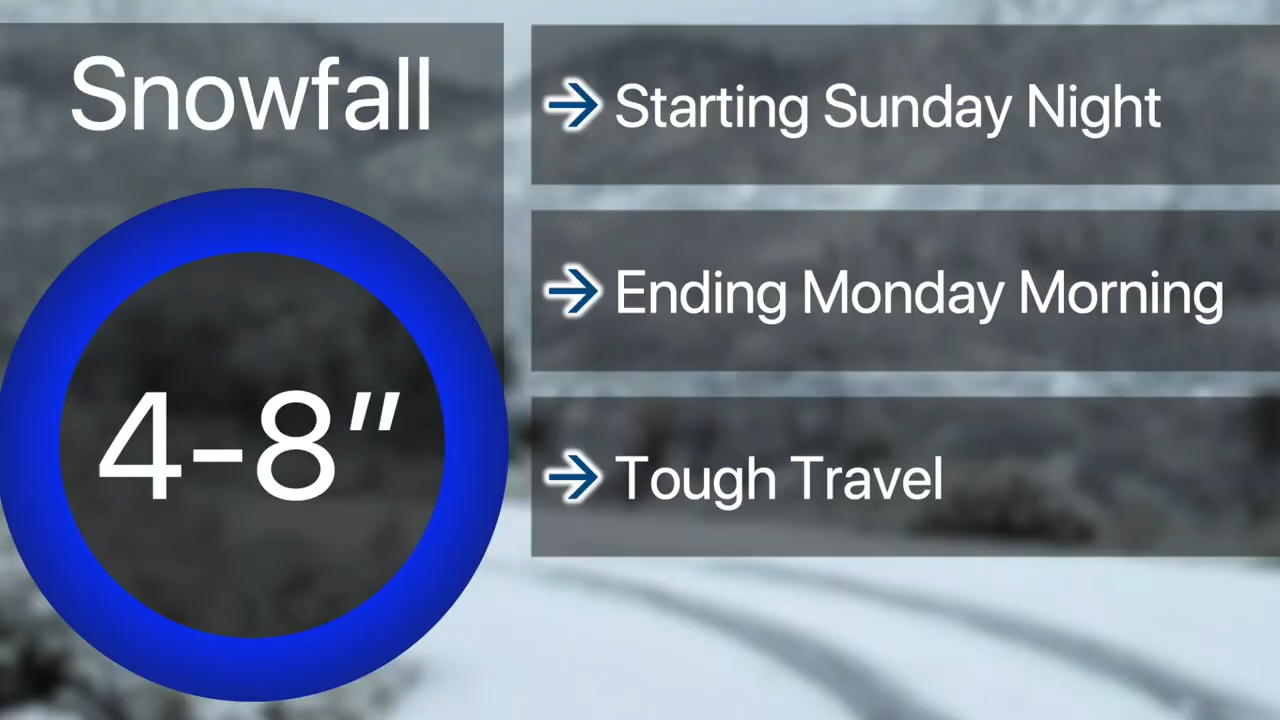 Snowfall
4-8"
Starting Sunday Night
Ending Monday Morning
Tough Travel